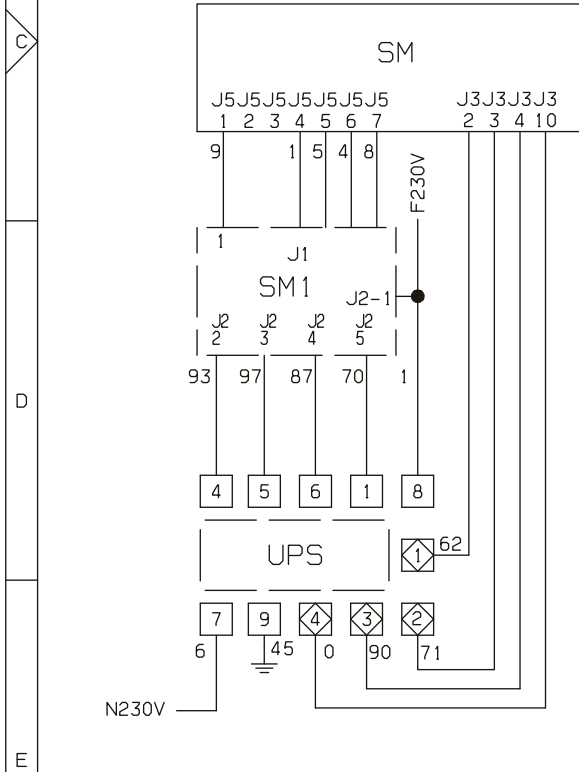 C
SM
J5 J5 J5 J5 J5 J5 J5 J3 J3 J3 J3
1 2 3 4 5 6 7 2 3 4 10
9 1 5 4 8
F230V
1
J1
SM1
J2-1
J2 J2 J2 J2
2 3 4 5
93 97 87 70 1
D
4 5 6 1 8
UPS
1 62
7 9 4 3 2
6 45 0 90 71
N230V
E